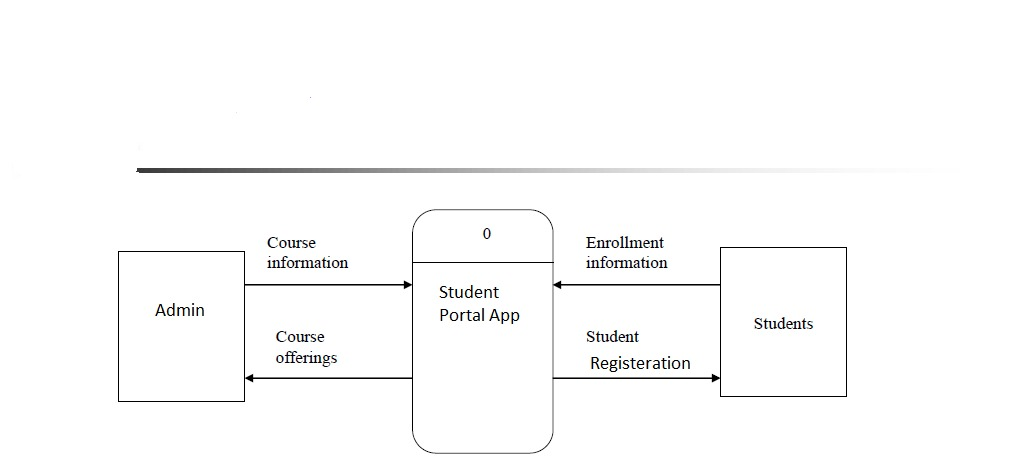 Course
information
Admin
Course
offerings
0
Student
Portal App
Enrollment
information
Student
Registeration
Students